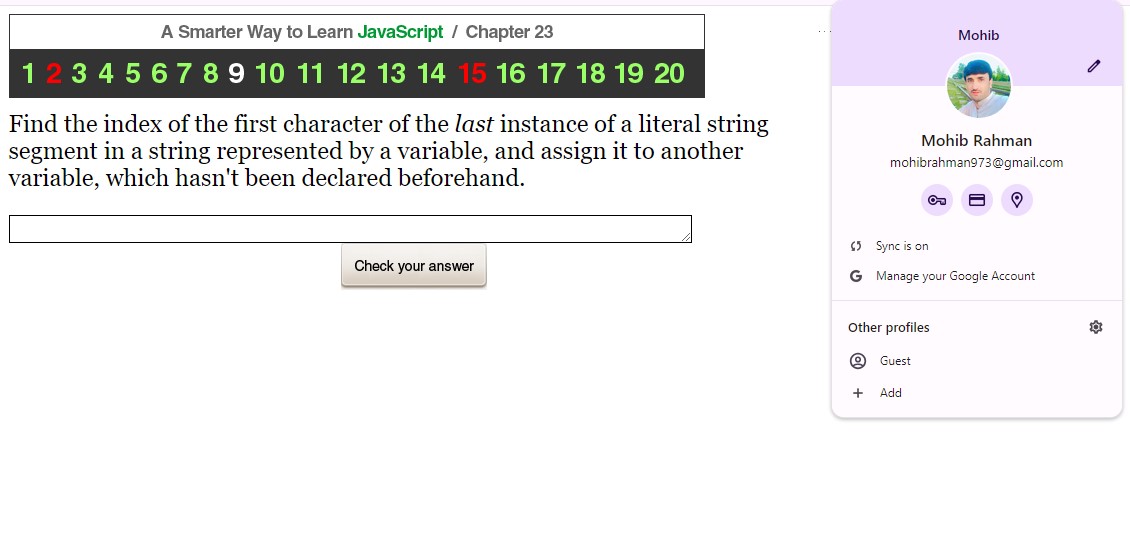 A Smarter Way to Learn JavaScript / Chapter 23
1 2 3 4 5 6 7 8 9 10 11 12 13 14 15 16 17 18 19 20
Find the index of the first character of the last instance of a literal string
segment in a string represented by a variable, and assign it to another
variable, which hasn't been declared beforehand.
Check your answer
Mohib
Mohib Rahman
mohibrahman973@gmail.com
Sync is on
G Manage your Google Account
Other profiles
Guest
+ Add